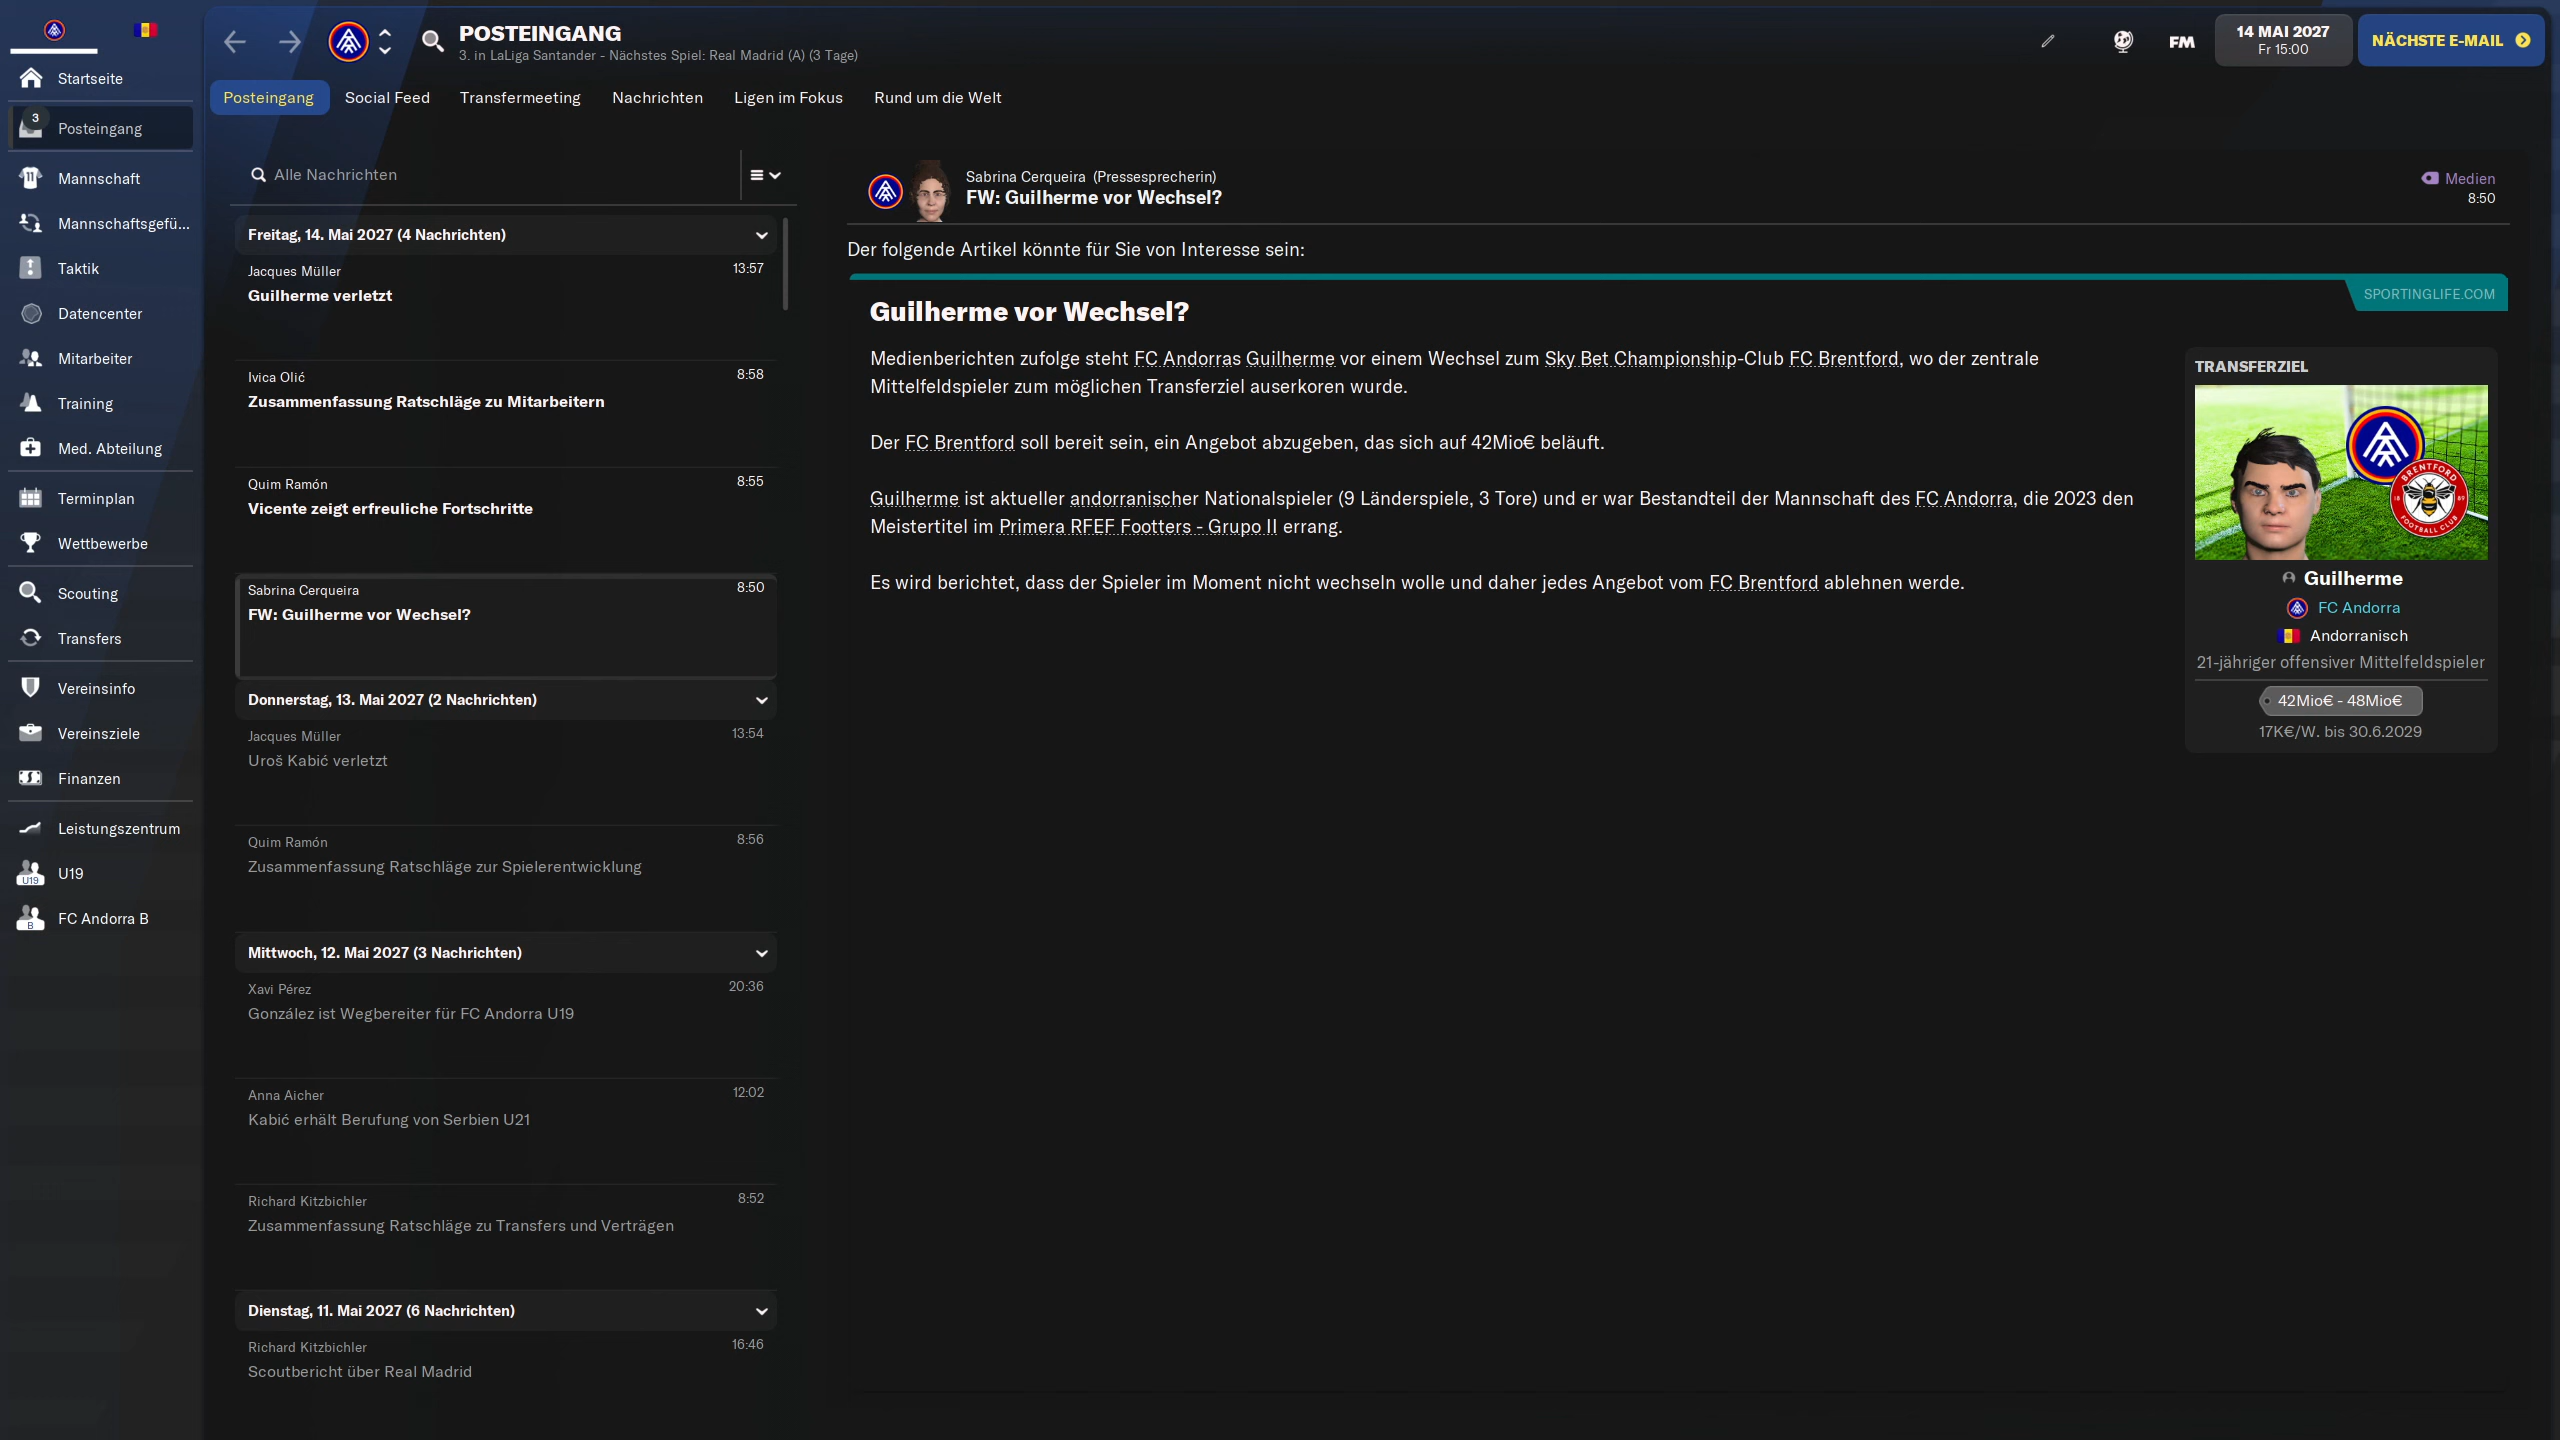 POSTEINGANG
3. in LaLiga Santander - Nächstes Spiel: Real Madrid (A) (3 Tage)
FM
14 MAI 2027
Fr 15:00
NÄCHSTE E-MAIL
Startseite
3
Posteingang
Mannschaft
Mannschaftsgefü...
Taktik
Datencenter
Mitarbeiter
Training
Med. Abteilung
Terminplan
Wettbewerbe
Scouting
Transfers
Vereinsinfo
Vereinsziele
Finanzen
Leistungszentrum
U19
U19
B
FC Andorra B
Posteingang
Social Feed
Transfermeeting
Nachrichten
Ligen im Fokus
Rund um die Welt
Alle Nachrichten
Freitag, 14. Mai 2027 (4 Nachrichten)
Jacques Müller 13:57
Guilherme verletzt
Ivica Olić 8:58
Zusammenfassung Ratschläge zu Mitarbeitern
Quim Ramón 8:55
Vicente zeigt erfreuliche Fortschritte
Sabrina Cerqueira 8:50
FW: Guilherme vor Wechsel?
Donnerstag, 13. Mai 2027 (2 Nachrichten)
Jacques Müller 13:54
Uroš Kabić verletzt
Quim Ramón 8:56
Zusammenfassung Ratschläge zur Spielerentwicklung
Mittwoch, 12. Mai 2027 (3 Nachrichten)
Xavi Pérez 20:36
González ist Wegbereiter für FC Andorra U19
Anna Aicher 12:02
Kabić erhält Berufung von Serbien U21
Richard Kitzbichler 8:52
Zusammenfassung Ratschläge zu Transfers und Verträgen
Dienstag, 11. Mai 2027 (6 Nachrichten)
Richard Kitzbichler 16:46
Scoutbericht über Real Madrid
Sabrina Cerqueira (Pressesprecherin)
FW: Guilherme vor Wechsel?
Medien
8:50
Der folgende Artikel könnte für Sie von Interesse sein:
SPORTINGLIFE.COM
Guilherme vor Wechsel?
Medienberichten zufolge steht FC Andorras Guilherme vor einem Wechsel zum Sky Bet Championship-Club FC Brentford, wo der zentrale
Mittelfeldspieler zum möglichen Transferziel auserkoren wurde.
Der FC Brentford soll bereit sein, ein Angebot abzugeben, das sich auf 42Mio€ beläuft.
Guilherme ist aktueller andorranischer Nationalspieler (9 Länderspiele, 3 Tore) und er war Bestandteil der Mannschaft des FC Andorra, die 2023 den
Meistertitel im Primera RFEF Footters - Grupo II errang.
Es wird berichtet, dass der Spieler im Moment nicht wechseln wolle und daher jedes Angebot vom FC Brentford ablehnen werde.
TRANSFERZIEL
BRENTFORD
18 89
FOOTBALL CLUB
Guilherme
FC Andorra
Andorranisch
21-jähriger offensiver Mittelfeldspieler
42Mio€ - 48Mio€
17K€/W. bis 30.6.2029